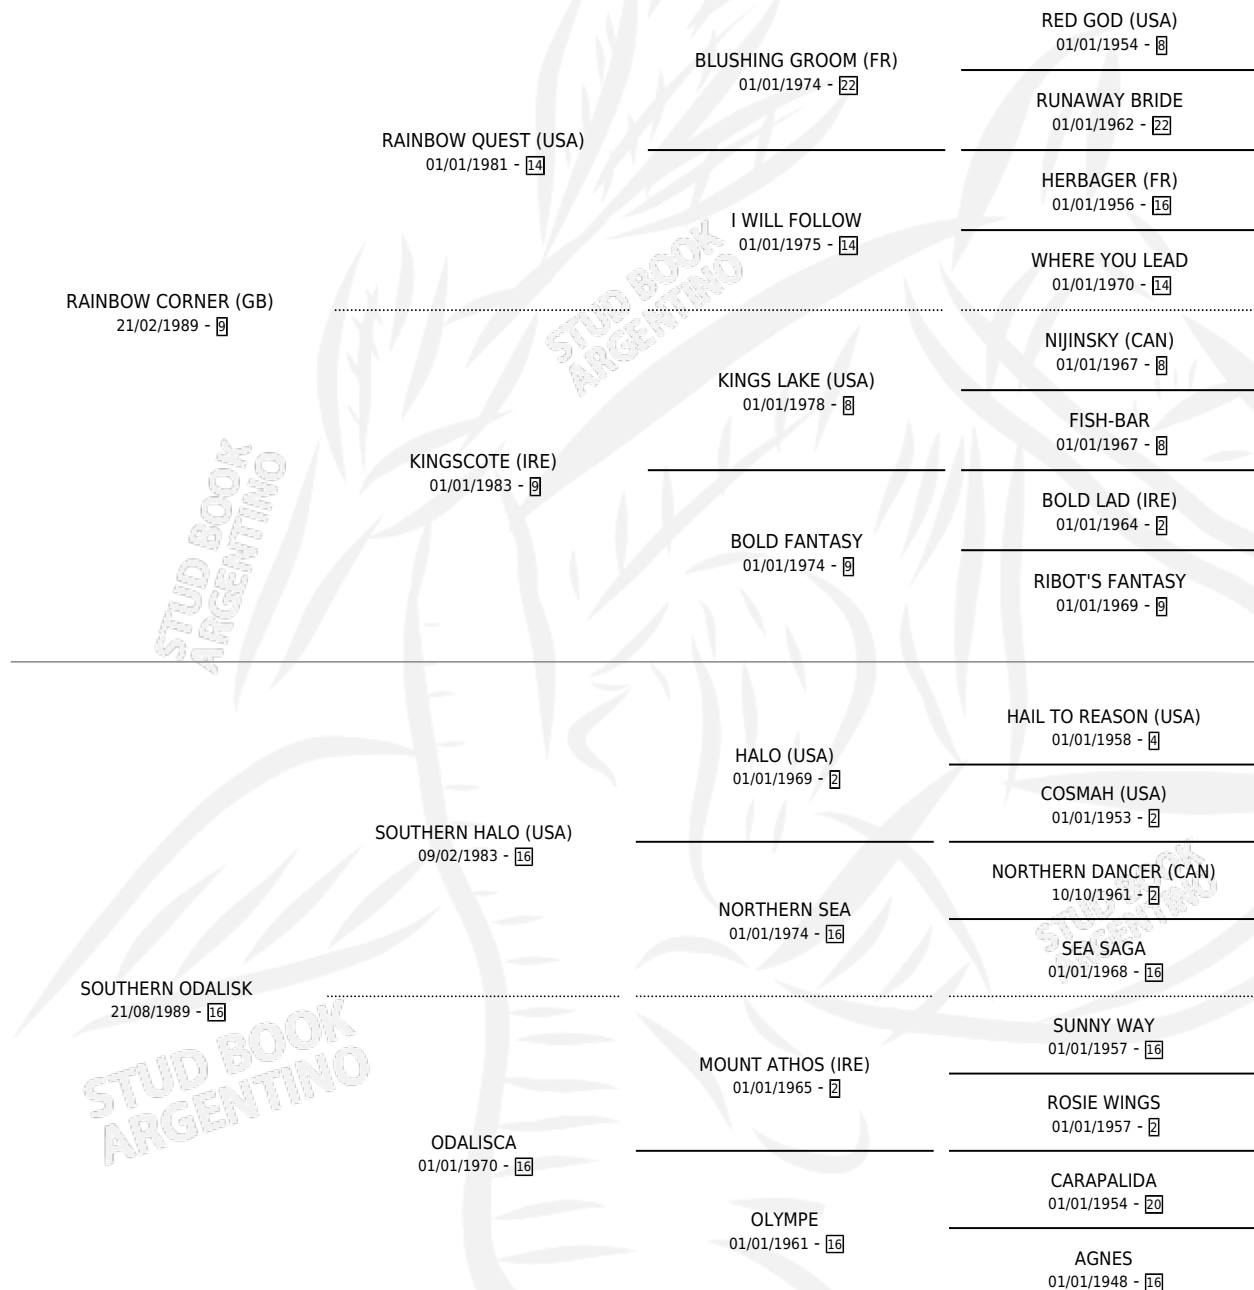 RED GOD (USA)
01/01/1954 - 8
BLUSHING GROOM (FR)
01/01/1974 - 22
RUNAWAY BRIDE
01/01/1962 - 22
RAINBOW QUEST (USA)
01/01/1981 - 14
HERBAGER (FR)
01/01/1956 - 16
I WILL FOLLOW
01/01/1975 - 14
WHERE YOU LEAD
01/01/1970 - 14
RAINBOW CORNER (GB)
21/02/1989 - 9
NIJINSKY (CAN)
01/01/1967 - 8
KINGS LAKE (USA)
01/01/1978 - 8
FISH-BAR
01/01/1967 - 8
KINGSCOTE (IRE)
01/01/1983 - 9
BOLD LAD (IRE)
01/01/1964 - 2
BOLD FANTASY
01/01/1974 - 9
RIBOT'S FANTASY
01/01/1969 - 9
HAIL TO REASON (USA)
01/01/1958 - 4
HALO (USA)
01/01/1969 - 2
COSMAH (USA)
01/01/1953 - 2
SOUTHERN HALO (USA)
09/02/1983 - 16
NORTHERN DANCER (CAN)
10/10/1961 - 2
NORTHERN SEA
01/01/1974 - 16
SEA SAGA
01/01/1968 - 16
SOUTHERN ODALISK
21/08/1989 - 16
SUNNY WAY
01/01/1957 - 16
MOUNT ATHOS (IRE)
01/01/1965 - 2
ROSIE WINGS
01/01/1957 - 2
ODALISCA
01/01/1970 - 16
CARAPALIDA
01/01/1954 - 20
OLYMPE
01/01/1961 - 16
AGNES
01/01/1948 - 16
STUD BOOK
ARGENTINO
STUD BOOK
ARGENTINO
STUD BOOK
ARGENTINO
STUD BOOK
ARGENTINO